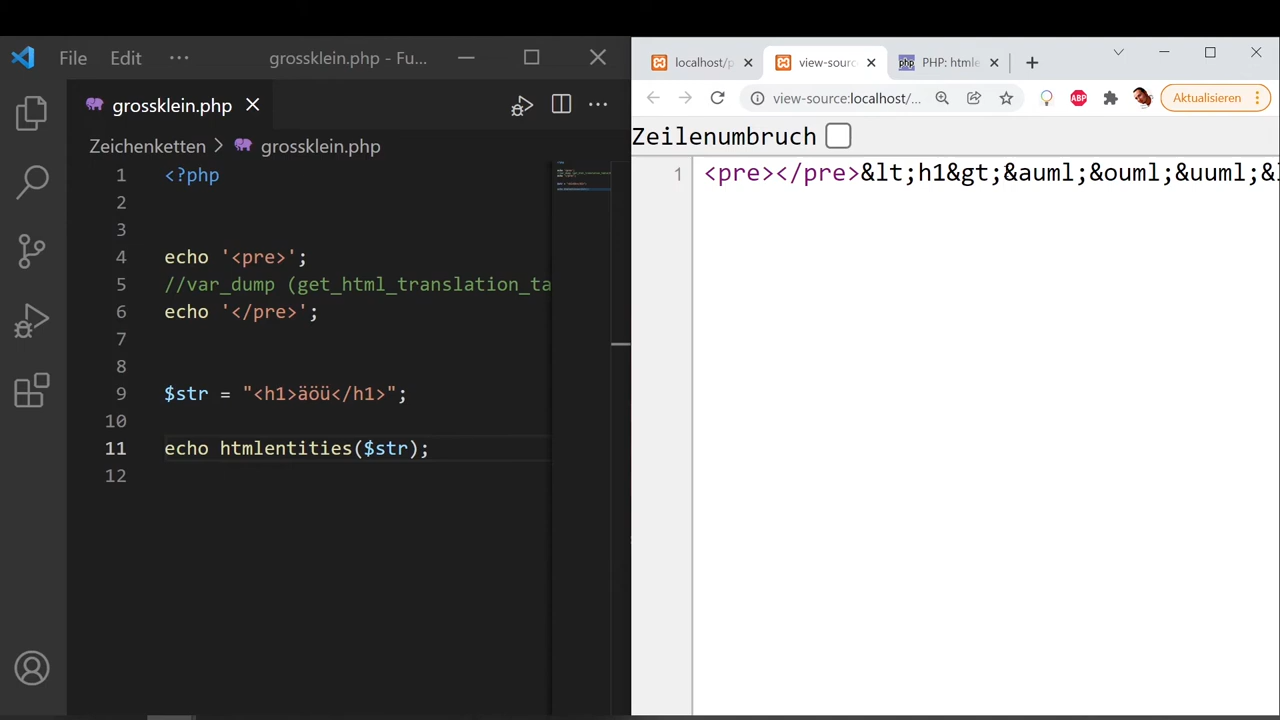 File Edit ··· grossklein.php - Fu...
grossklein.php
Zeichenketten > grossklein.php
1 <?php
2
3
4 echo '<pre>';
5 //var_dump (get_html_translation_ta
6 echo '</pre>';
7
8
9 $str = "<h1>äöü</h1>";
10
11 echo htmlentities($str);
12
localhost/p view-sourc PHP: htmle
view-source:localhost/... ABP Aktualisieren
Zeilenumbruch
1 <pre></pre>&lt;h1&gt;&auml;&ouml;&uuml;&l